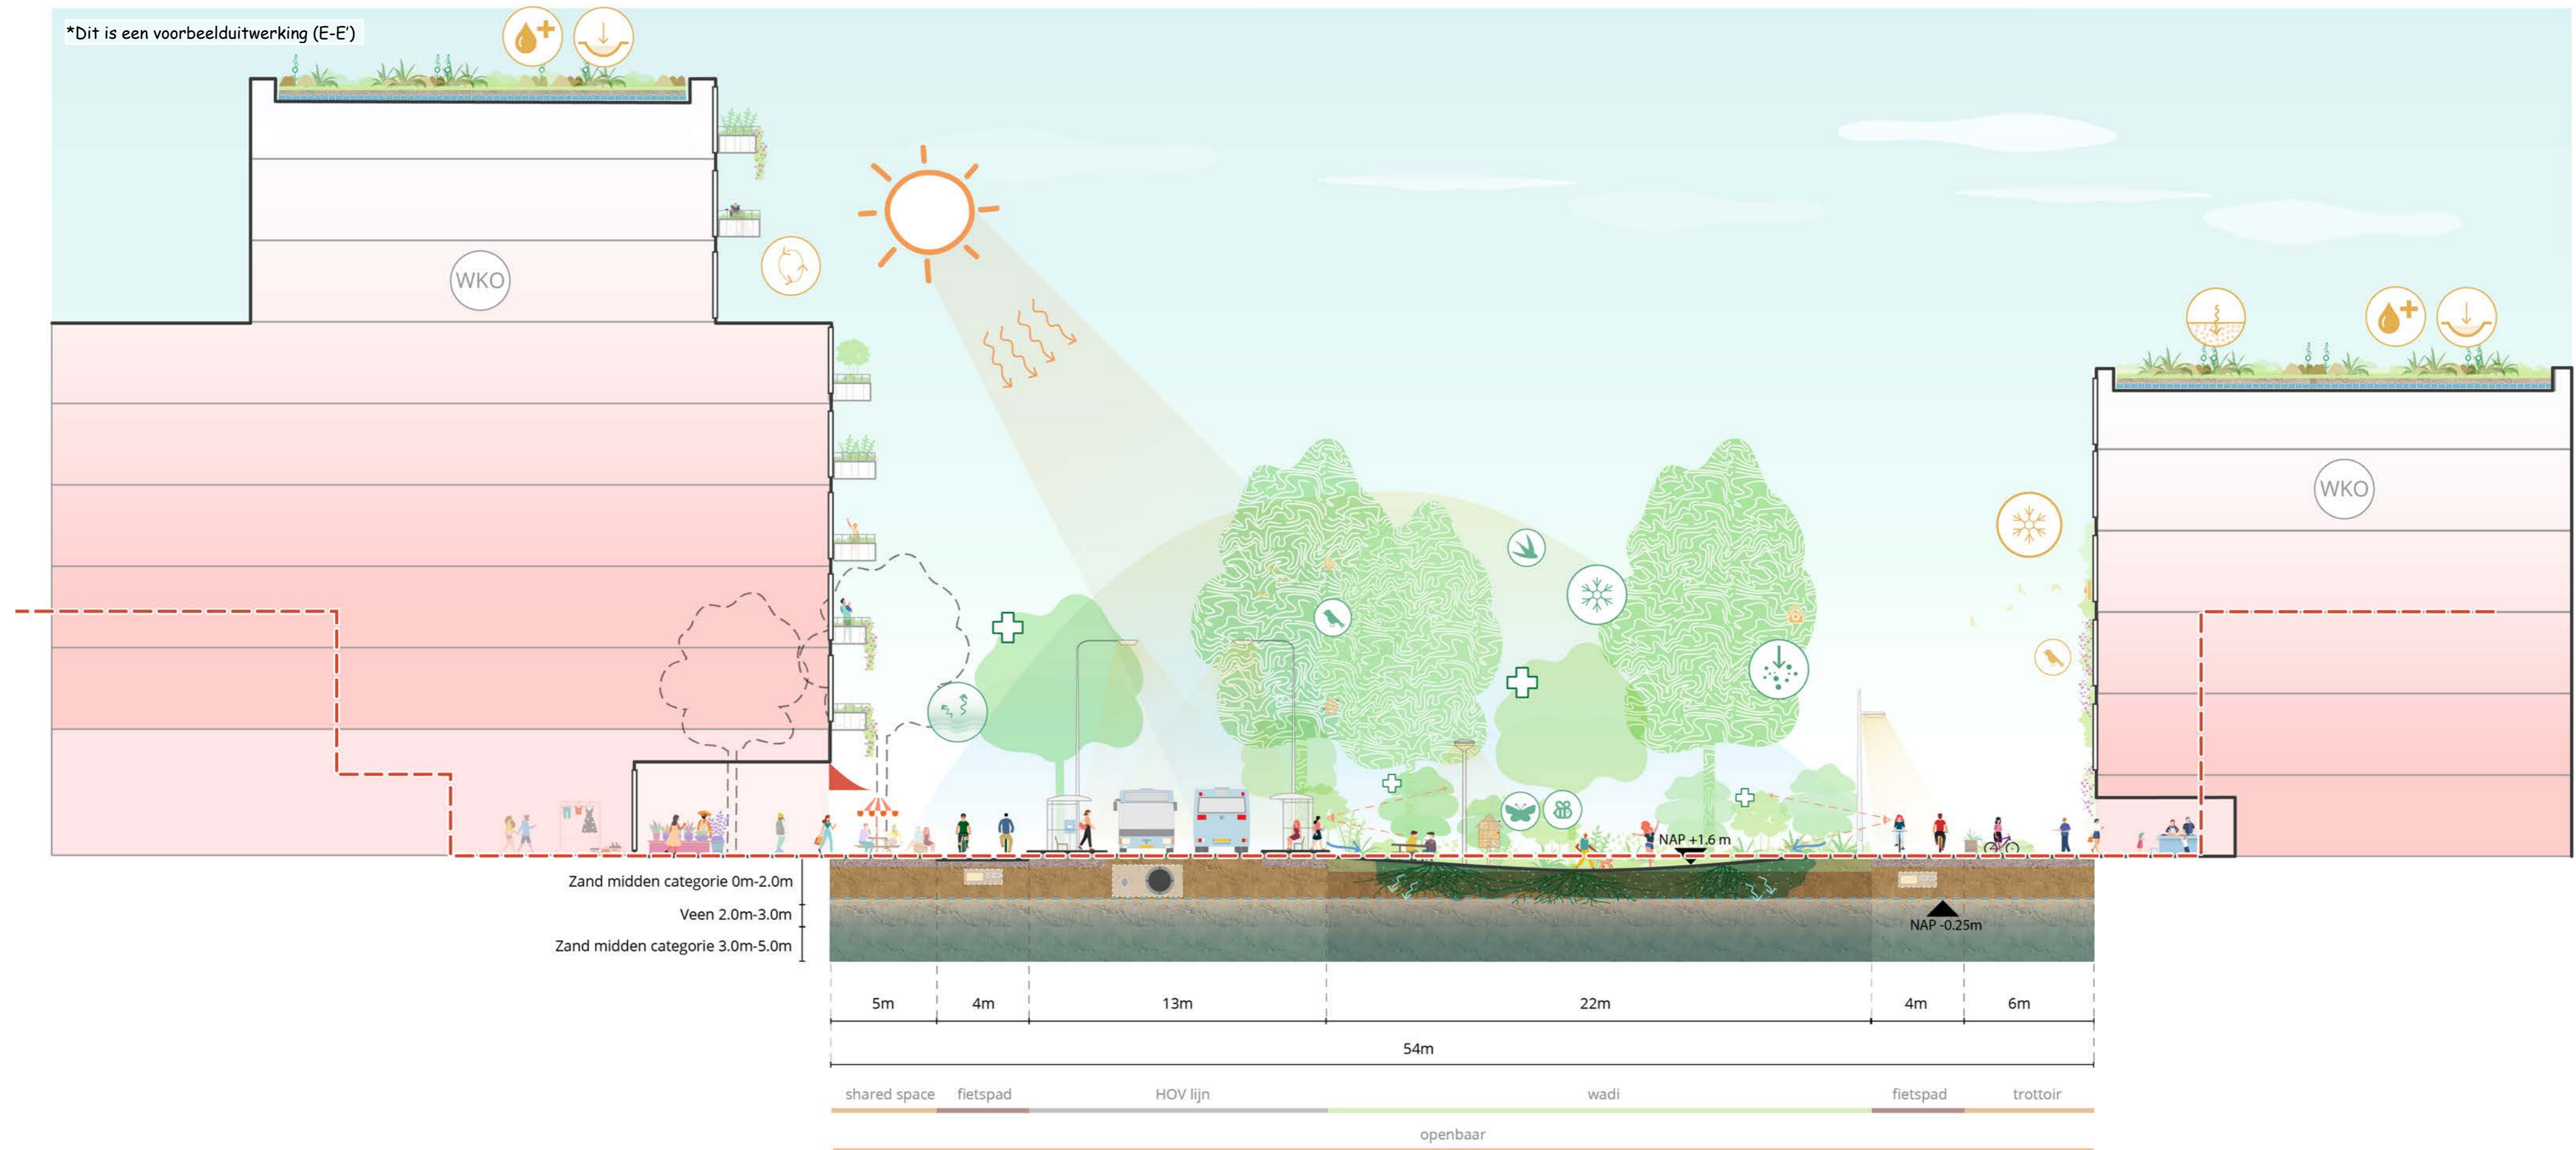 *Dit is een voorbeelduitwerking (E-E')
WKO
WKO
NAP +1.6 m
Zand midden categorie 0m-2.0m
Veen 2.0m-3.0m
NAP -0.25m
Zand midden categorie 3.0m-5.0m
5m 4m 13m 22m 4m 6m
54m
shared space fietspad HOV lijn wadi fietspad trottoir
openbaar